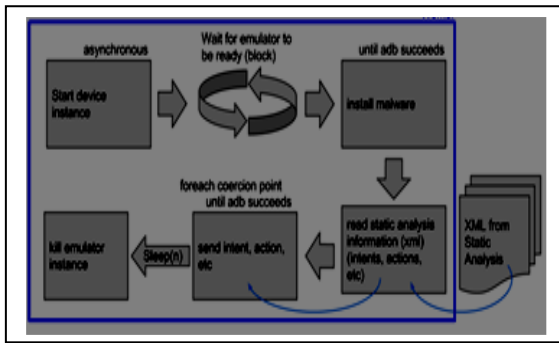 asynchronous
Wait for emulator to
be ready (block)
until adb succeeds
Start device
instance
install malware
foreach coercion point
until adb succeeds
kill emulator
instance
Sleep(n)
send intent, action,
etc
read static analysis
information (xml)
(intents, actions,
etc)
XML from
Static
Analysis